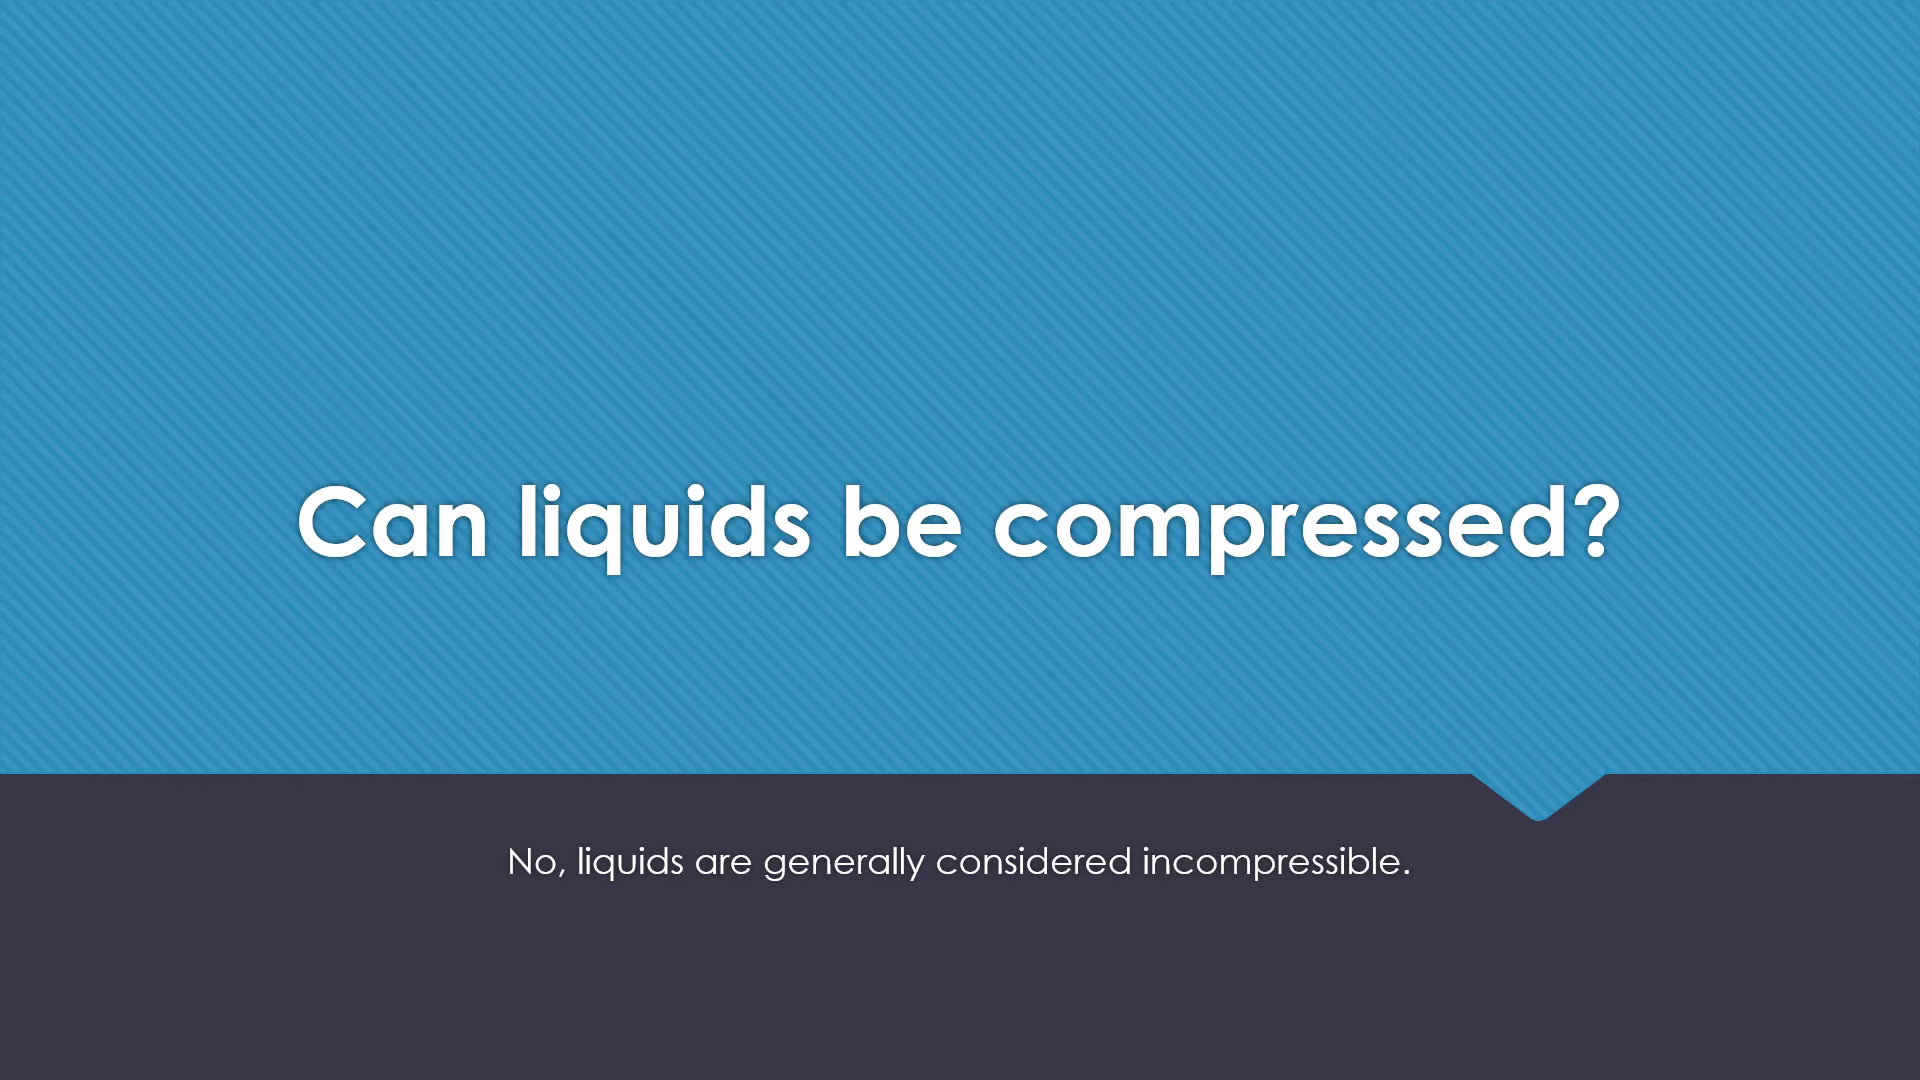 Can liquids be compressed?
No, liquids are generally considered incompressible.